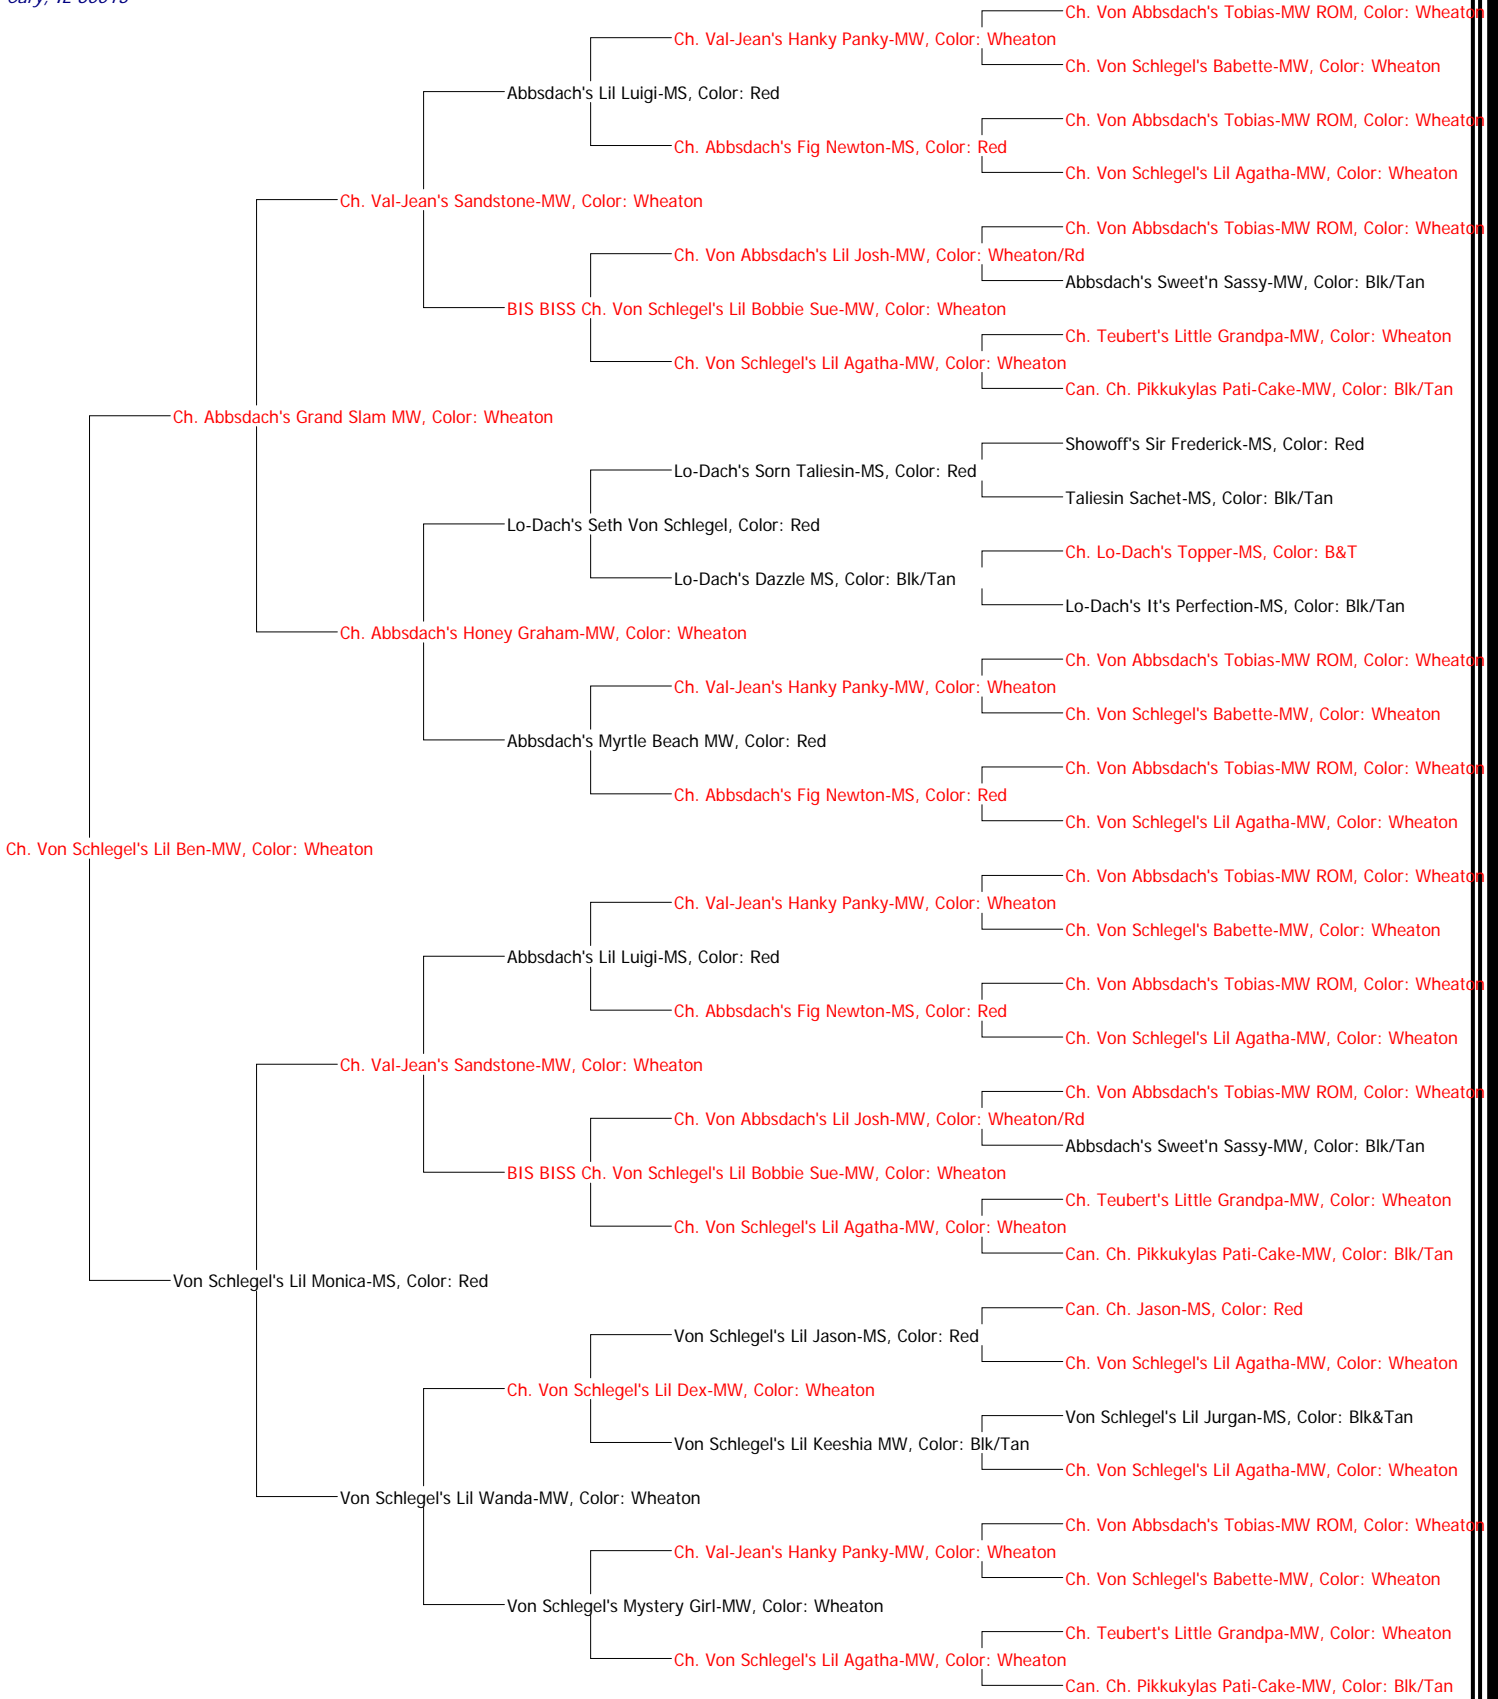 Ch. Von Abbsdach's Tobias-MW ROM, Color: Wheaton
Ch. Val-Jean's Hanky Panky-MW, Color: Wheaton
Ch. Von Schlegel's Babette-MW, Color: Wheaton
Abbsdach's Lil Luigi-MS, Color: Red
Ch. Von Abbsdach's Tobias-MW ROM, Color: Wheaton
Ch. Abbsdach's Fig Newton-MS, Color: Red
Ch. Von Schlegel's Lil Agatha-MW, Color: Wheaton
Ch. Val-Jean's Sandstone-MW, Color: Wheaton
Ch. Von Abbsdach's Tobias-MW ROM, Color: Wheaton
Ch. Von Abbsdach's Lil Josh-MW, Color: Wheaton/Rd
Abbsdach's Sweet'n Sassy-MW, Color: Blk/Tan
BIS BISS Ch. Von Schlegel's Lil Bobbie Sue-MW, Color: Wheaton
Ch. Teubert's Little Grandpa-MW, Color: Wheaton
Ch. Von Schlegel's Lil Agatha-MW, Color: Wheaton
Can. Ch. Pikkukylas Pati-Cake-MW, Color: Blk/Tan
Ch. Abbsdach's Grand Slam MW, Color: Wheaton
Showoff's Sir Frederick-MS, Color: Red
Lo-Dach's Sorn Taliesin-MS, Color: Red
Taliesin Sachet-MS, Color: Blk/Tan
Lo-Dach's Seth Von Schlegel, Color: Red
Ch. Lo-Dach's Topper-MS, Color: B&T
Lo-Dach's Dazzle MS, Color: Blk/Tan
Lo-Dach's It's Perfection-MS, Color: Blk/Tan
Ch. Abbsdach's Honey Graham-MW, Color: Wheaton
Ch. Von Abbsdach's Tobias-MW ROM, Color: Wheaton
Ch. Val-Jean's Hanky Panky-MW, Color: Wheaton
Ch. Von Schlegel's Babette-MW, Color: Wheaton
Abbsdach's Myrtle Beach MW, Color: Red
Ch. Von Abbsdach's Tobias-MW ROM, Color: Wheaton
Ch. Abbsdach's Fig Newton-MS, Color: Red
Ch. Von Schlegel's Lil Agatha-MW, Color: Wheaton
Ch. Von Schlegel's Lil Ben-MW, Color: Wheaton
Ch. Von Abbsdach's Tobias-MW ROM, Color: Wheaton
Ch. Val-Jean's Hanky Panky-MW, Color: Wheaton
Ch. Von Schlegel's Babette-MW, Color: Wheaton
Abbsdach's Lil Luigi-MS, Color: Red
Ch. Von Abbsdach's Tobias-MW ROM, Color: Wheaton
Ch. Abbsdach's Fig Newton-MS, Color: Red
Ch. Von Schlegel's Lil Agatha-MW, Color: Wheaton
Ch. Val-Jean's Sandstone-MW, Color: Wheaton
Ch. Von Abbsdach's Tobias-MW ROM, Color: Wheaton
Ch. Von Abbsdach's Lil Josh-MW, Color: Wheaton/Rd
Abbsdach's Sweet'n Sassy-MW, Color: Blk/Tan
BIS BISS Ch. Von Schlegel's Lil Bobbie Sue-MW, Color: Wheaton
Ch. Teubert's Little Grandpa-MW, Color: Wheaton
Ch. Von Schlegel's Lil Agatha-MW, Color: Wheaton
Can. Ch. Pikkukylas Pati-Cake-MW, Color: Blk/Tan
Von Schlegel's Lil Monica-MS, Color: Red
Can. Ch. Jason-MS, Color: Red
Von Schlegel's Lil Jason-MS, Color: Red
Ch. Von Schlegel's Lil Agatha-MW, Color: Wheaton
Ch. Von Schlegel's Lil Dex-MW, Color: Wheaton
Von Schlegel's Lil Jurgan-MS, Color: Blk&Tan
Von Schlegel's Lil Keeshia MW, Color: Blk/Tan
Ch. Von Schlegel's Lil Agatha-MW, Color: Wheaton
Von Schlegel's Lil Wanda-MW, Color: Wheaton
Ch. Von Abbsdach's Tobias-MW ROM, Color: Wheaton
Ch. Val-Jean's Hanky Panky-MW, Color: Wheaton
Ch. Von Schlegel's Babette-MW, Color: Wheaton
Von Schlegel's Mystery Girl-MW, Color: Wheaton
Ch. Teubert's Little Grandpa-MW, Color: Wheaton
Ch. Von Schlegel's Lil Agatha-MW, Color: Wheaton
Can. Ch. Pikkukylas Pati-Cake-MW, Color: Blk/Tan